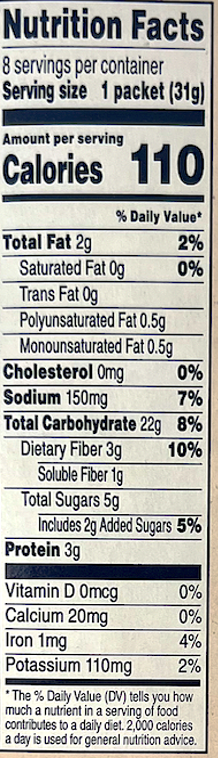 Nutrition Facts
8 servings per container
Serving size 1 packet (31g)
Amount per serving
Calories 110
% Daily Value*
Total Fat 2g 2%
Saturated Fat 0g 0%
Trans Fat 0g
Polyunsaturated Fat 0.5g
Monounsaturated Fat 0.5g
Cholesterol 0mg 0%
Sodium 150mg 7%
Total Carbohydrate 22g 8%
Dietary Fiber 3g 10%
Soluble Fiber 1g
Total Sugars 5g
Includes 2g Added Sugars 5%
Protein 3g
Vitamin D 0mcg 0%
Calcium 20mg 0%
Iron 1mg 4%
Potassium 110mg 2%
* The % Daily Value (DV) tells you how
much a nutrient in a serving of food
contributes to a daily diet. 2,000 calories
a day is used for general nutrition advice.